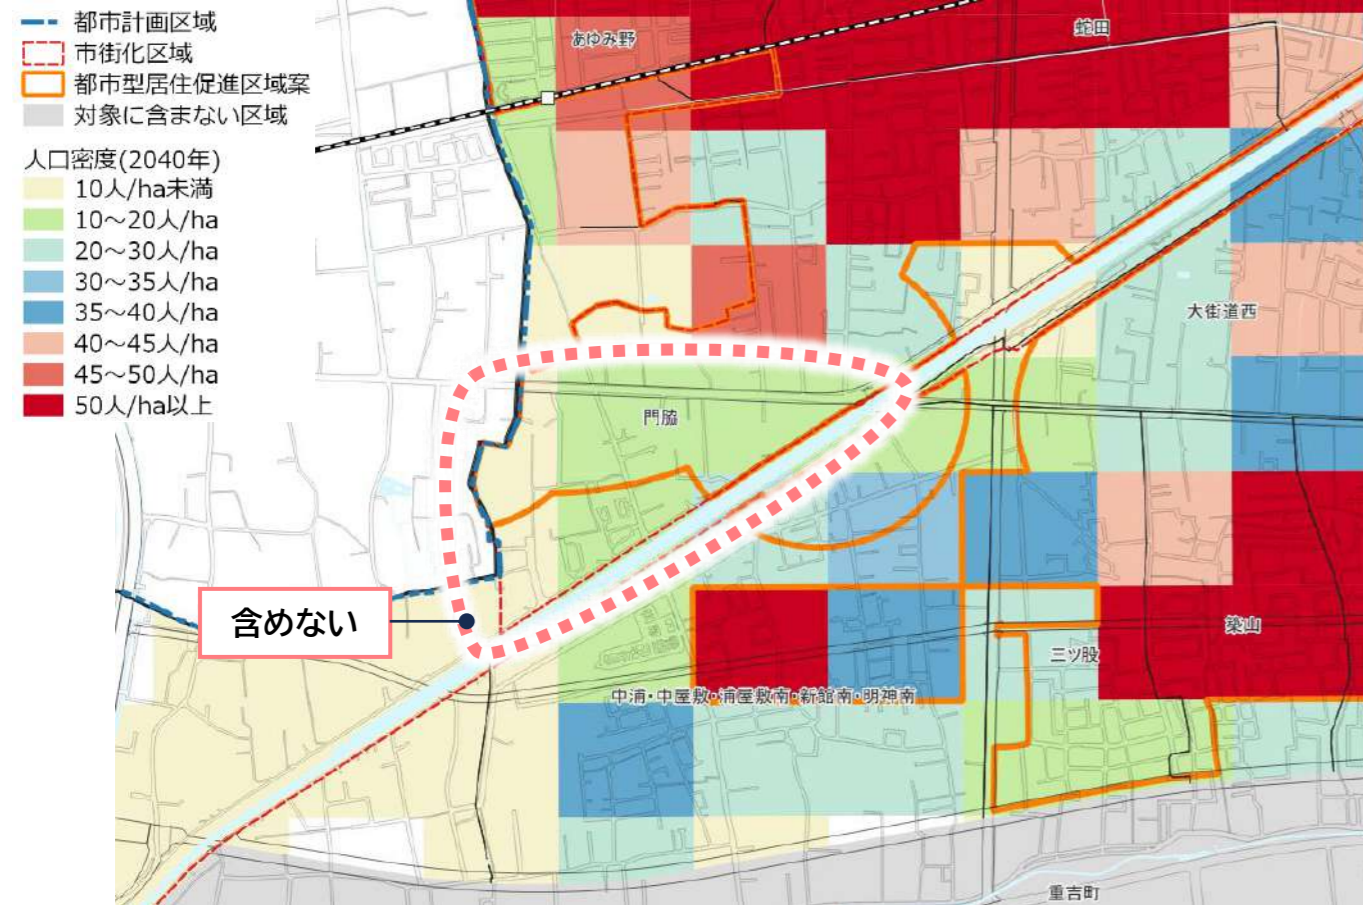 都市計画区域
市街化区域
都市型居住促進区域案
対象に含まない区域
人口密度(2040年)
10人/ha未満
10～20人/ha
20～30人/ha
30～35人/ha
35～40人/ha
40～45人/ha
45～50人/ha
50人/ha以上
あゆみ野
蛇田
大街道西
門脇
含めない
築山
三ツ股
中浦・中屋敷・浦屋敷南・新館南・明神南
重吉町